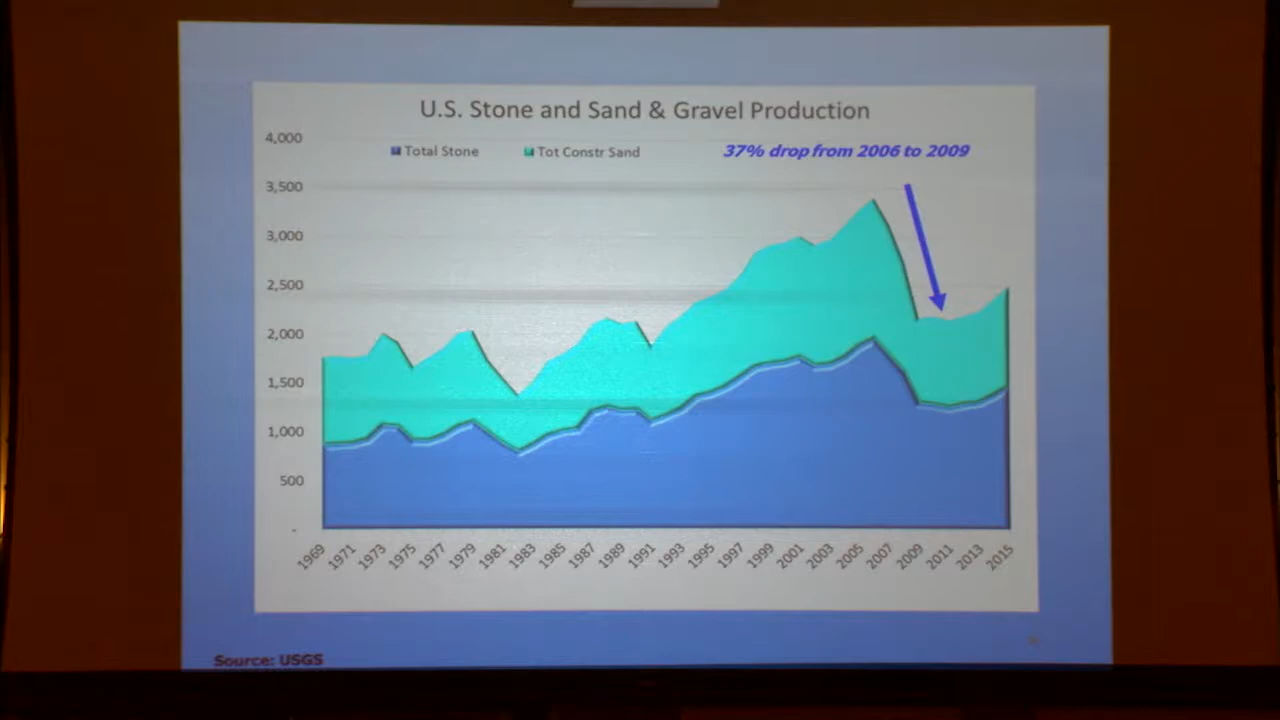 U.S. Stone and Sand & Gravel Production
4,000
Total Stone Tot Constr Sand 37% drop from 2006 to 2009
3,500
3,000
2,500
2,000
1,500
1,000
500
-
1969 1971 1973 1975 1977 1979 1981 1983 1985 1987 1989 1991 1993 1995 1997 1999 2001 2003 2005 2007 2009 2011 2013 2015
Source: USGS